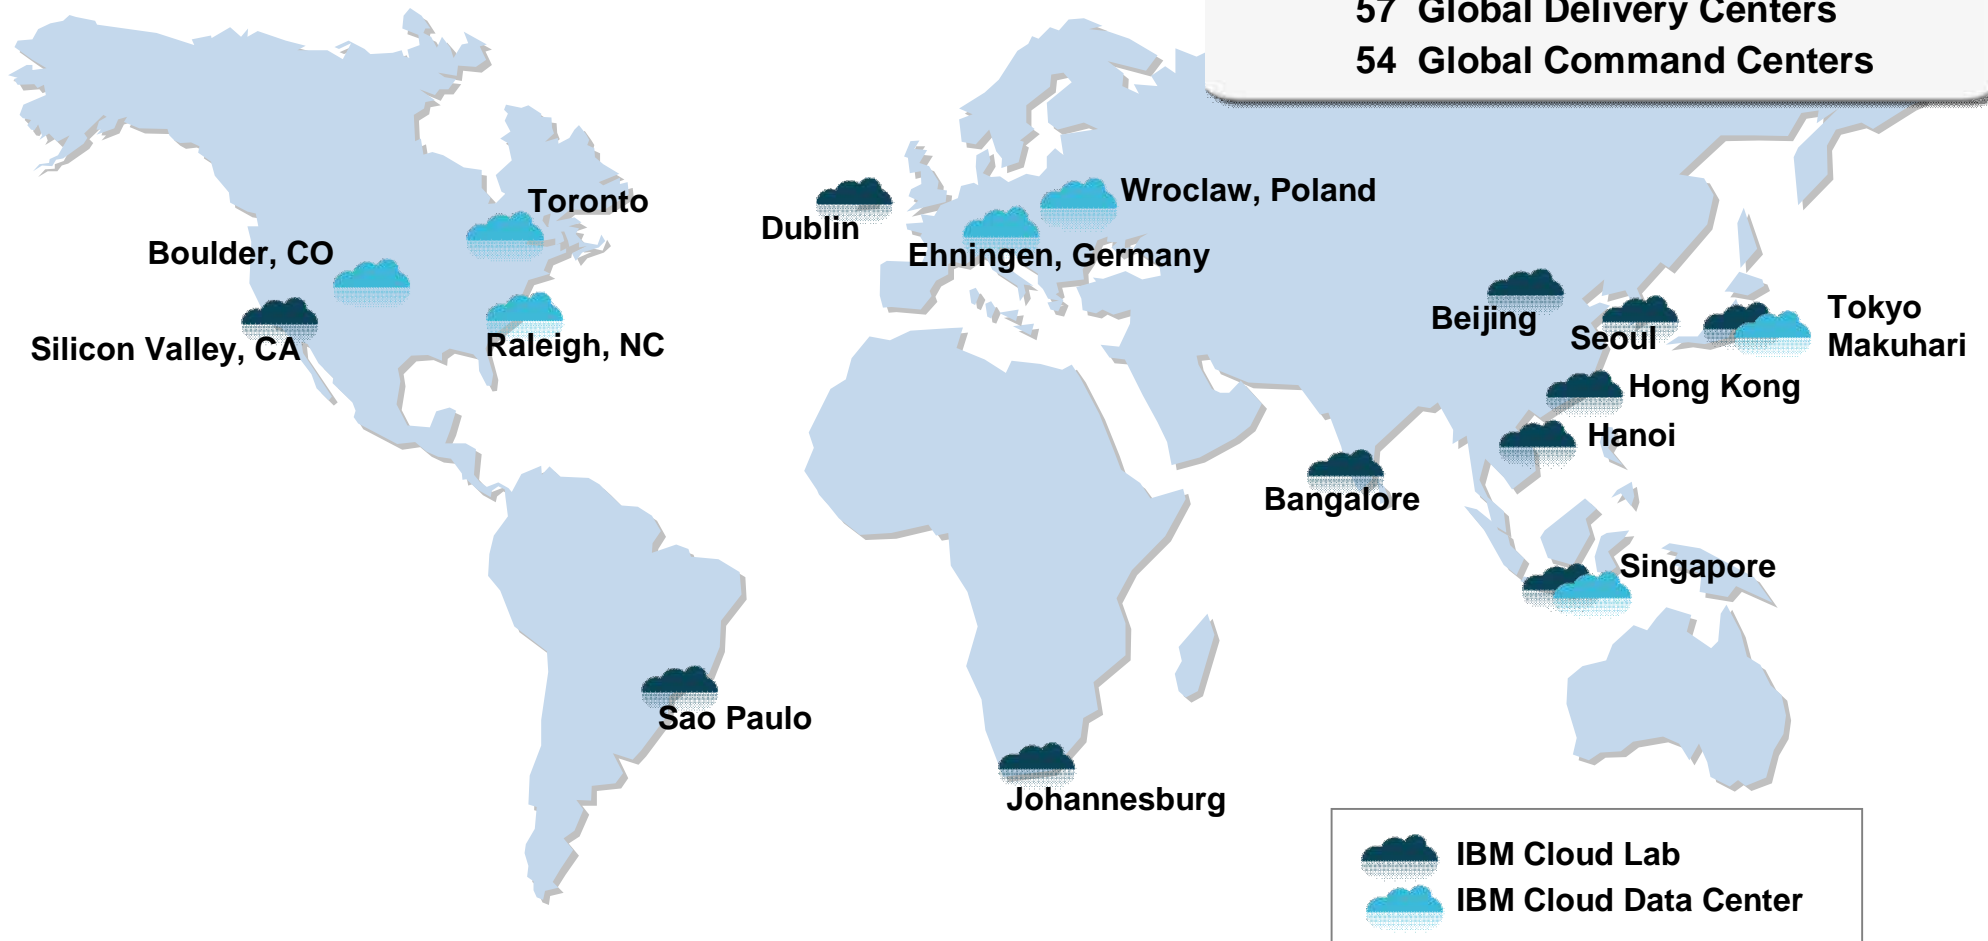 57 Global Delivery Centers
54 Global Command Centers
Toronto
Boulder, CO
Silicon Valley, CA
Raleigh, NC
Dublin
Wroclaw, Poland
Ehningen, Germany
Beijing
Seoul
Tokyo
Makuhari
Hong Kong
Hanoi
Bangalore
Singapore
Sao Paulo
Johannesburg
IBM Cloud Lab
IBM Cloud Data Center